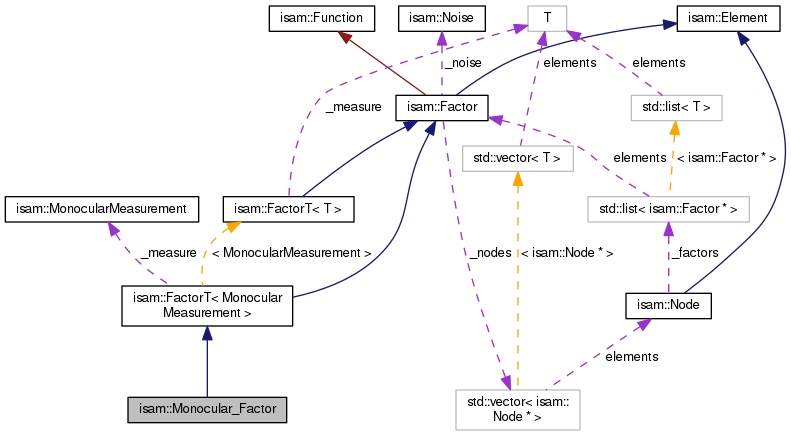 isam::Function
isam::Noise
T
isam::Element
_noise
elements
elements
_measure
isam::Factor
std::list< T >
std::vector< T >
elements
< isam::Factor * >
isam::MonocularMeasurement
isam::FactorT< T >
std::list< isam::Factor * >
_measure
< MonocularMeasurement >
_nodes
< isam::Node * >
_factors
isam::FactorT< Monocular
Measurement >
isam::Node
elements
isam::Monocular_Factor
std::vector< isam::
Node * >